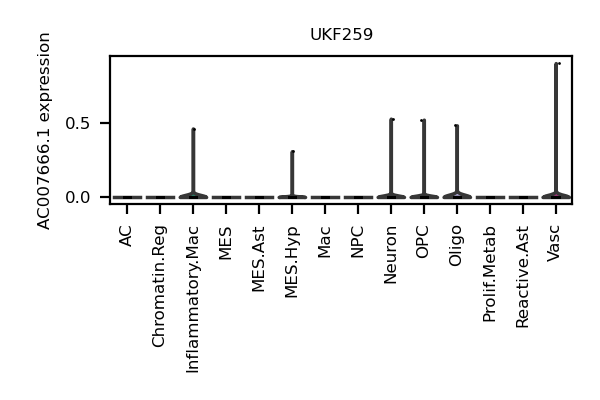 UKF259
AC007666.1 expression
0.5
0.0
AC
Chromatin.Reg
Inflammatory.Mac
MES
MES.Ast
MES.Hyp
Mac
NPC
Neuron
OPC
Oligo
Prolif.Metab
Reactive.Ast
Vasc